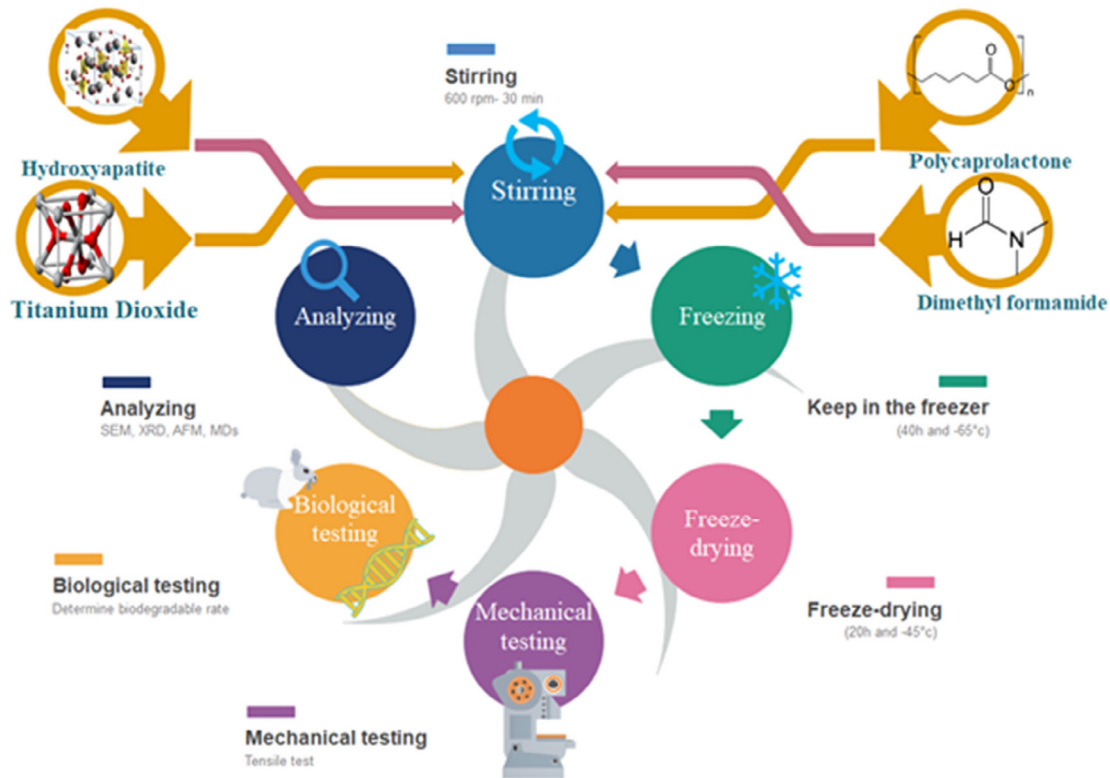 Stirring
600 rpm- 30 min
O
O
n
Hydroxyapatite
Polycaprolactone
Stirring
O
H
N
Titanium Dioxide
Dimethyl formamide
Analyzing
Freezing
Analyzing
SEM, XRD, AFM, MDs
Keep in the freezer
(40h and -65°c)
Biological
testing
Freeze-
drying
Biological testing
Determine biodegradable rate
Mechanical
testing
Freeze-drying
(20h and -45°c)
Mechanical testing
Tensile test